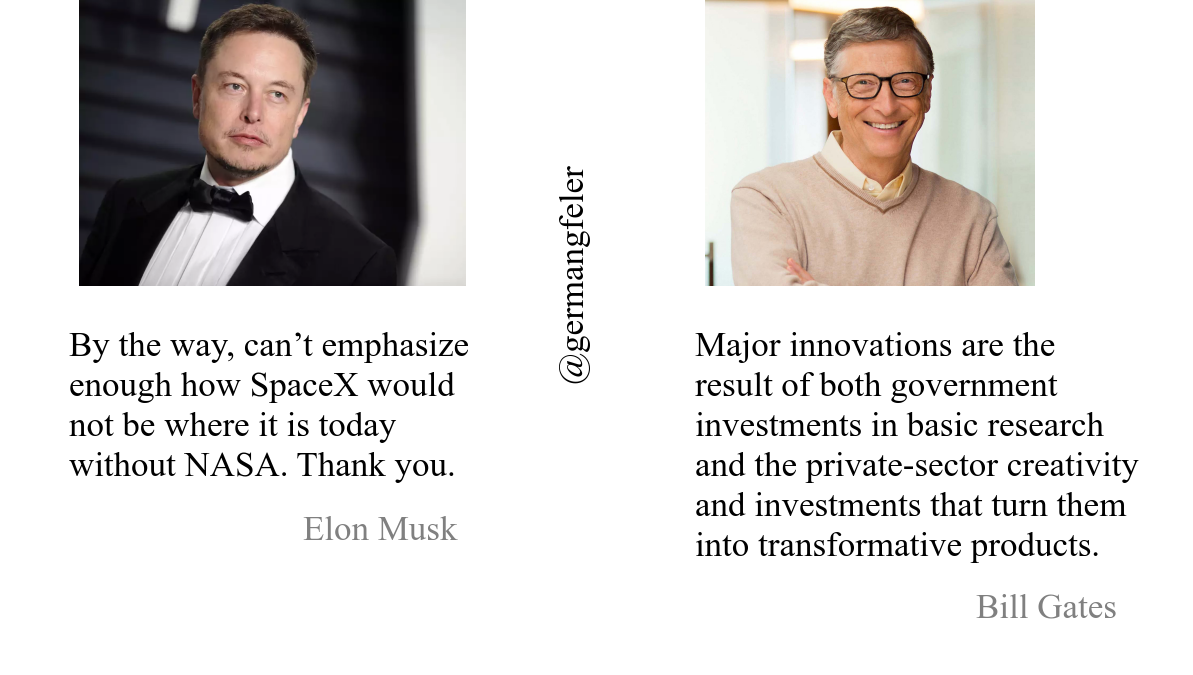 By the way, can’t emphasize
enough how SpaceX would
not be where it is today
without NASA. Thank you.
Elon Musk
@germangfeler
Major innovations are the
result of both government
investments in basic research
and the private-sector creativity
and investments that turn them
into transformative products.
Bill Gates